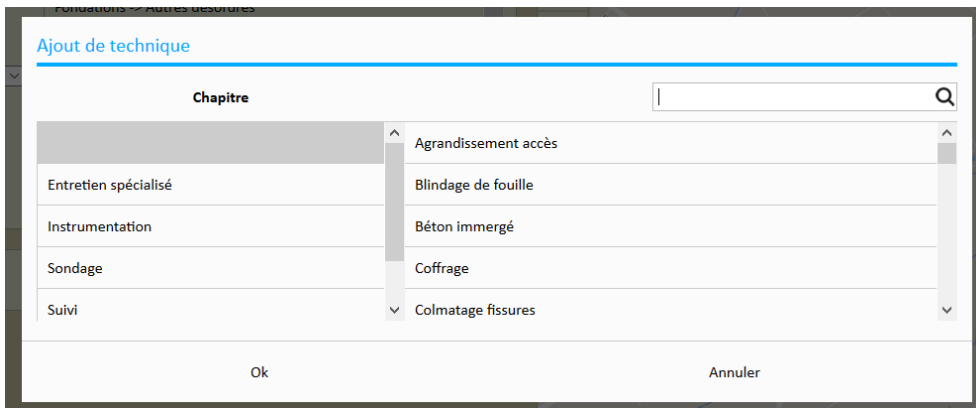 Fondations -> Autres désordres
Ajout de technique
Chapitre
Agrandissement accès
Entretien spécialisé
Blindage de fouille
Instrumentation
Béton immergé
Sondage
Coffrage
Suivi
Colmatage fissures
Ok
Annuler